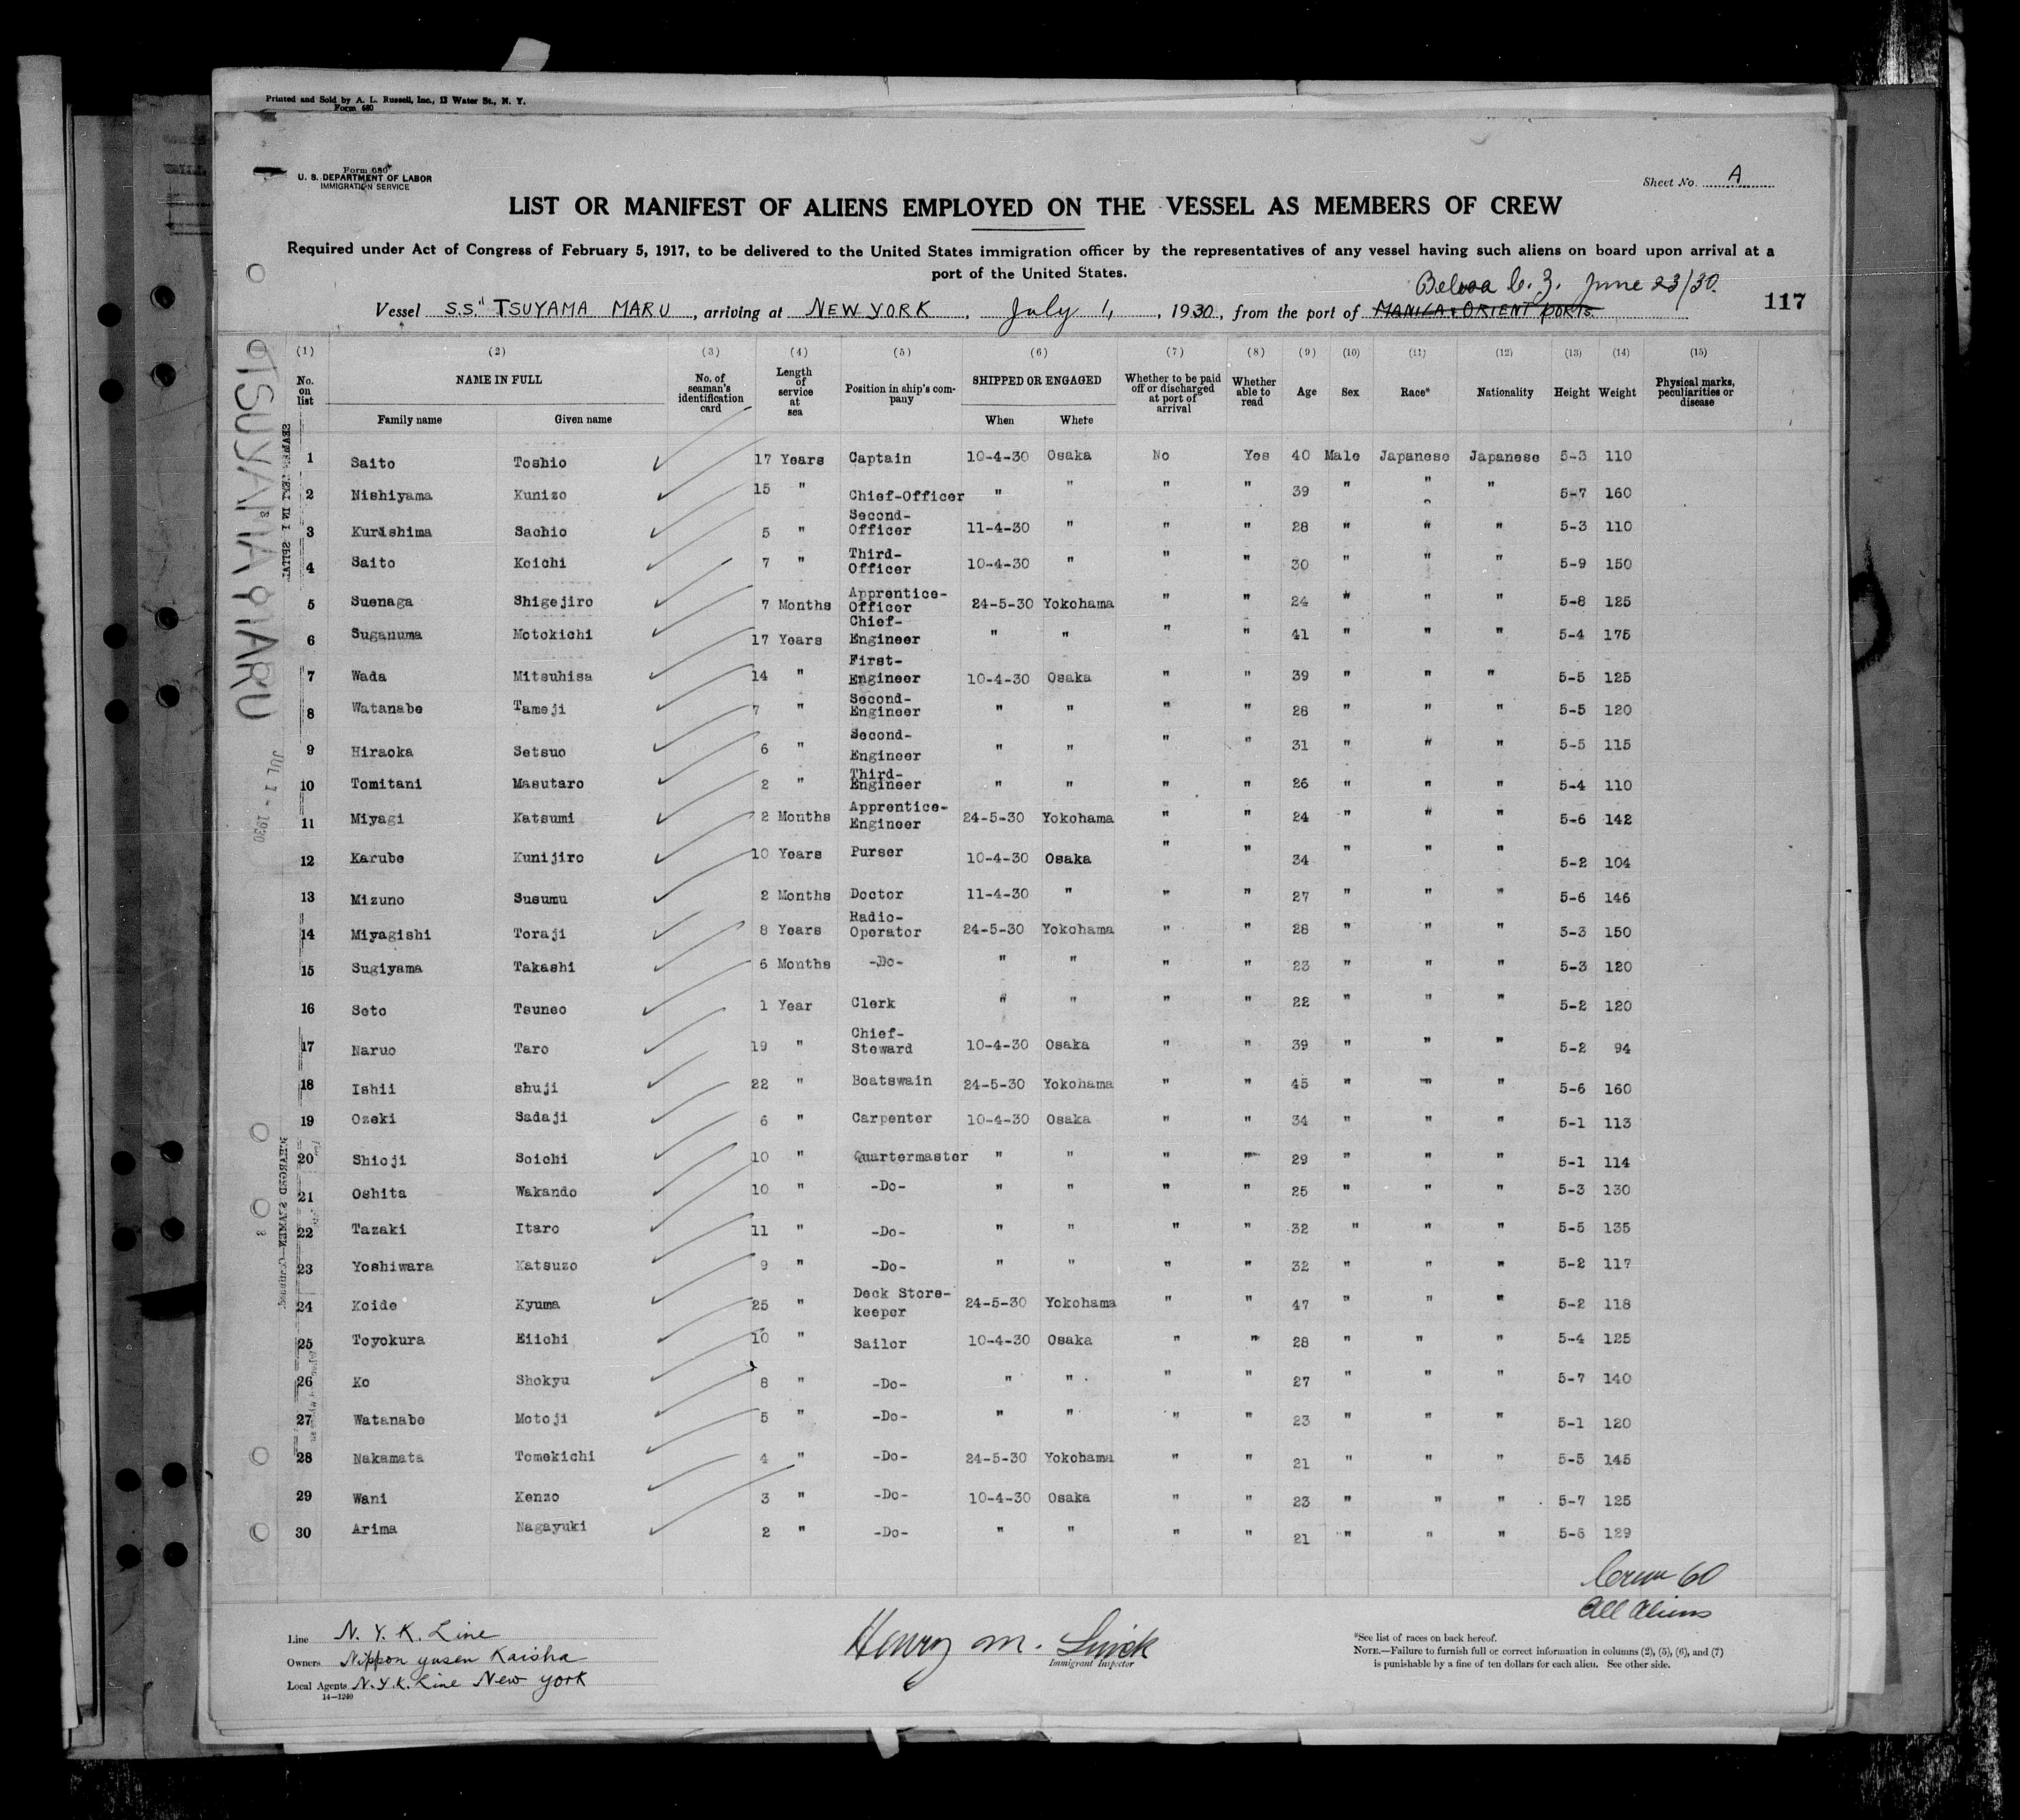 Printed and Sold by A. L. Russell, Inc., 13 Water St., N. Y.
Form 680
Form 680
U. S. DEPARTMENT OF LABOR
IMMIGRATION SERVICE
Sheet No. A
LIST OR MANIFEST OF ALIENS EMPLOYED ON THE VESSEL AS MEMBERS OF CREW
Required under Act of Congress of February 5, 1917, to be delivered to the United States immigration officer by the representatives of any vessel having such aliens on board upon arrival at a
port of the United States.
C. Z. June 23/30.
Vessel S.S." TSUYAMA MARU, arriving at NEW YORK, July 1, 1930, from the port of MANILA & ORIENT PORTS. 117
(1) (2) (3) (4) (5) (6) (7) (8) (9) (10) (11) (12) (13) (14) (15)
No. on list NAME IN FULL Family name Given name No. of seaman's identification card Length of service at sea Position in ship's company SHIPPED OR ENGAGED When Where Whether to be paid off or discharged at port of arrival Whether able to read Age Sex Race* Nationality Height Weight Physical marks, peculiarities or disease
1 Saito Toshio 17 Years Captain 10-4-30 Osaka No Yes 40 Male Japanese Japanese 5-3 110
2 Nishiyama Kunizo 15 " Chief-Officer " " " " 39 " " " 5-7 160
3 Kurishima Sachio 5 " Second-Officer 11-4-30 " " " 28 " " " 5-3 110
4 Saito Koichi 7 " Third-Officer 10-4-30 " " " 30 " " " 5-9 150
5 Suenaga Shigejiro 7 Months Apprentice-Officer 24-5-30 Yokohama " " 24 " " " 5-8 125
6 Suganuma Motokichi 17 Years Chief-Engineer " " " " 41 " " " 5-4 175
7 Wada Mitsuhisa 14 " First-Engineer 10-4-30 Osaka " " 39 " " " 5-5 125
8 Watanabe Tameji 7 " Second-Engineer " " " " 28 " " " 5-5 120
9 Hiraoka Setsuo 6 " Second-Engineer " " " " 31 " " " 5-5 115
10 Tomitani Masutaro 2 " Third-Engineer " " " " 26 " " " 5-4 110
11 Miyagi Katsumi 2 Months Apprentice-Engineer 24-5-30 Yokohama " " 24 " " " 5-6 142
12 Karube Kunijiro 10 Years Purser 10-4-30 Osaka " " 34 " " " 5-2 104
13 Mizuno Susumu 2 Months Doctor 11-4-30 " " " 27 " " " 5-6 146
14 Miyagishi Toraji 8 Years Radio-Operator 24-5-30 Yokohama " " 28 " " " 5-3 150
15 Sugiyama Takashi 6 Months -Do- " " " " 23 " " " 5-3 120
16 Seto Tsuneo 1 Year Clerk " " " " 22 " " " 5-2 120
17 Naruo Taro 19 " Chief-Steward 10-4-30 Osaka " " 39 " " " 5-2 94
18 Ishii shuji 22 " Boatswain 24-5-30 Yokohama " " 45 " " " 5-6 160
19 Ozeki Sadaji 6 " Carpenter 10-4-30 Osaka " " 34 " " " 5-1 113
20 Shioji Soichi 10 " Quartermaster " " " " 29 " " " 5-1 114
21 Oshita Wakando 10 " -Do- " " " " 25 " " " 5-3 130
22 Tazaki Itaro 11 " -Do- " " " " 32 " " " 5-5 135
23 Yoshiwara Katsuzo 9 " -Do- " " " " 32 " " " 5-2 117
24 Koide Kyuma 25 " Deck Store-keeper 24-5-30 Yokohama " " 47 " " " 5-2 118
25 Toyokura Eiichi 10 " Sailor 10-4-30 Osaka " " 28 " " " 5-4 125
26 Ko Shokyu 8 " -Do- " " " " 27 " " " 5-7 140
27 Watanabe Motoji 5 " -Do- " " " " 23 " " " 5-1 120
28 Nakamata Tomekichi 4 " -Do- 24-5-30 Yokohama " " 21 " " " 5-5 145
29 Wani Kenzo 3 " -Do- 10-4-30 Osaka " " 23 " " " 5-7 125
30 Arima Nagayuki 2 " -Do- " " " " 21 " " " 5-6 129
Crew 60
All Aliens
Line N. Y. K. Line
Owners Nippon Yusen Kaisha
Local Agents N.Y.K. Line New York
14—1240
Henry M.
Immigrant Inspector
*See list of races on back hereof.
NOTE.—Failure to furnish full or correct information in columns (2), (5), (6), and (7)
is punishable by a fine of ten dollars for each alien. See other side.
TSUYAMA MARU
JUL 1 - 1930